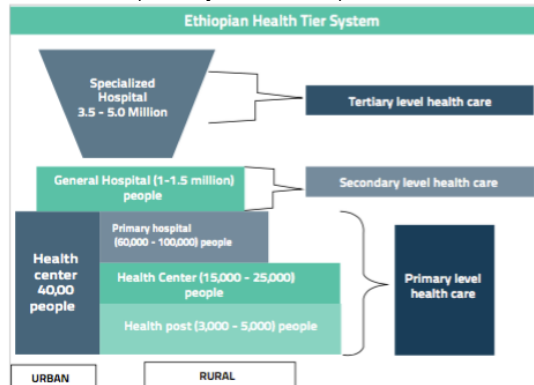 Ethiopian Health Tier System
Specialized
Hospital
3.5 - 5.0 Million
Tertiary level health care
General Hospital (1-1.5 million)
people
Secondary level health care
Primary hospital
(60,000 - 100,000) people
Health
center
40,00
people
Health Center (15,000 - 25,000)
people
Primary level
health care
Health post (3,000 - 5,000) people
URBAN
RURAL